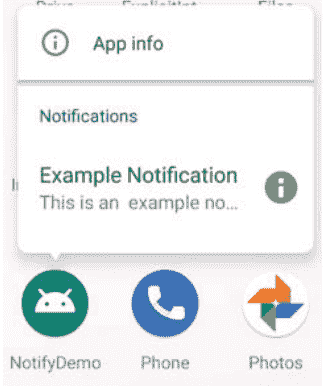 App info
Notifications
Example Notification
This is an example no...
NotifyDemo Phone Photos